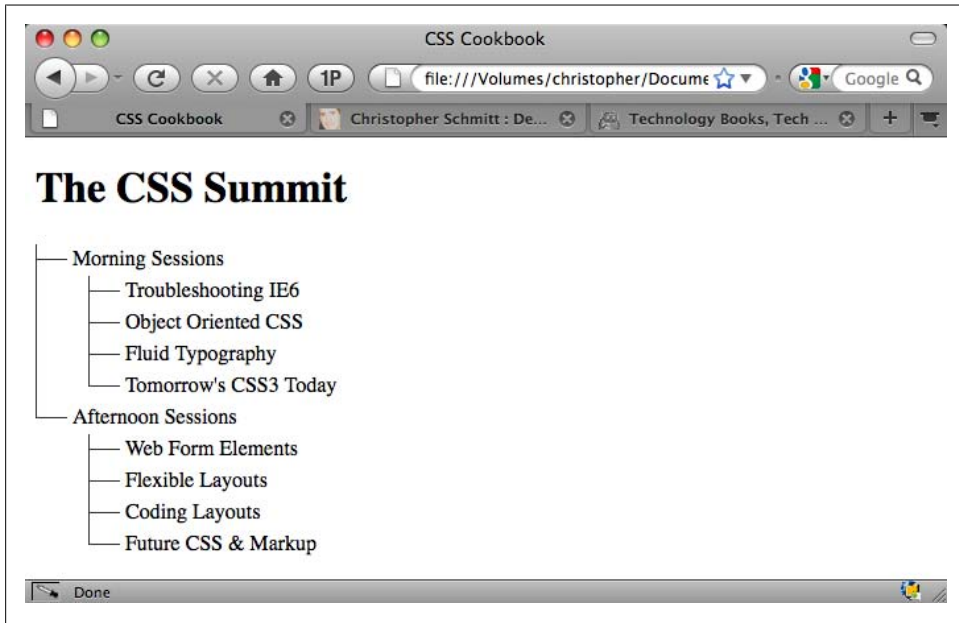 CSS Cookbook
1P file:///Volumes/christopher/Docume Google
CSS Cookbook Christopher Schmitt : De... Technology Books, Tech ...
The CSS Summit
Morning Sessions
Troubleshooting IE6
Object Oriented CSS
Fluid Typography
Tomorrow's CSS3 Today
Afternoon Sessions
Web Form Elements
Flexible Layouts
Coding Layouts
Future CSS & Markup
Done